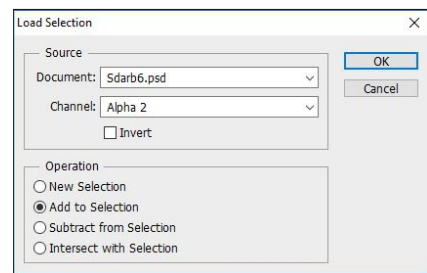 Load Selection
Source
Document: Sdarb6.psd
Channel: Alpha 2
Invert
OK
Cancel
Operation
New Selection
Add to Selection
Subtract from Selection
Intersect with Selection